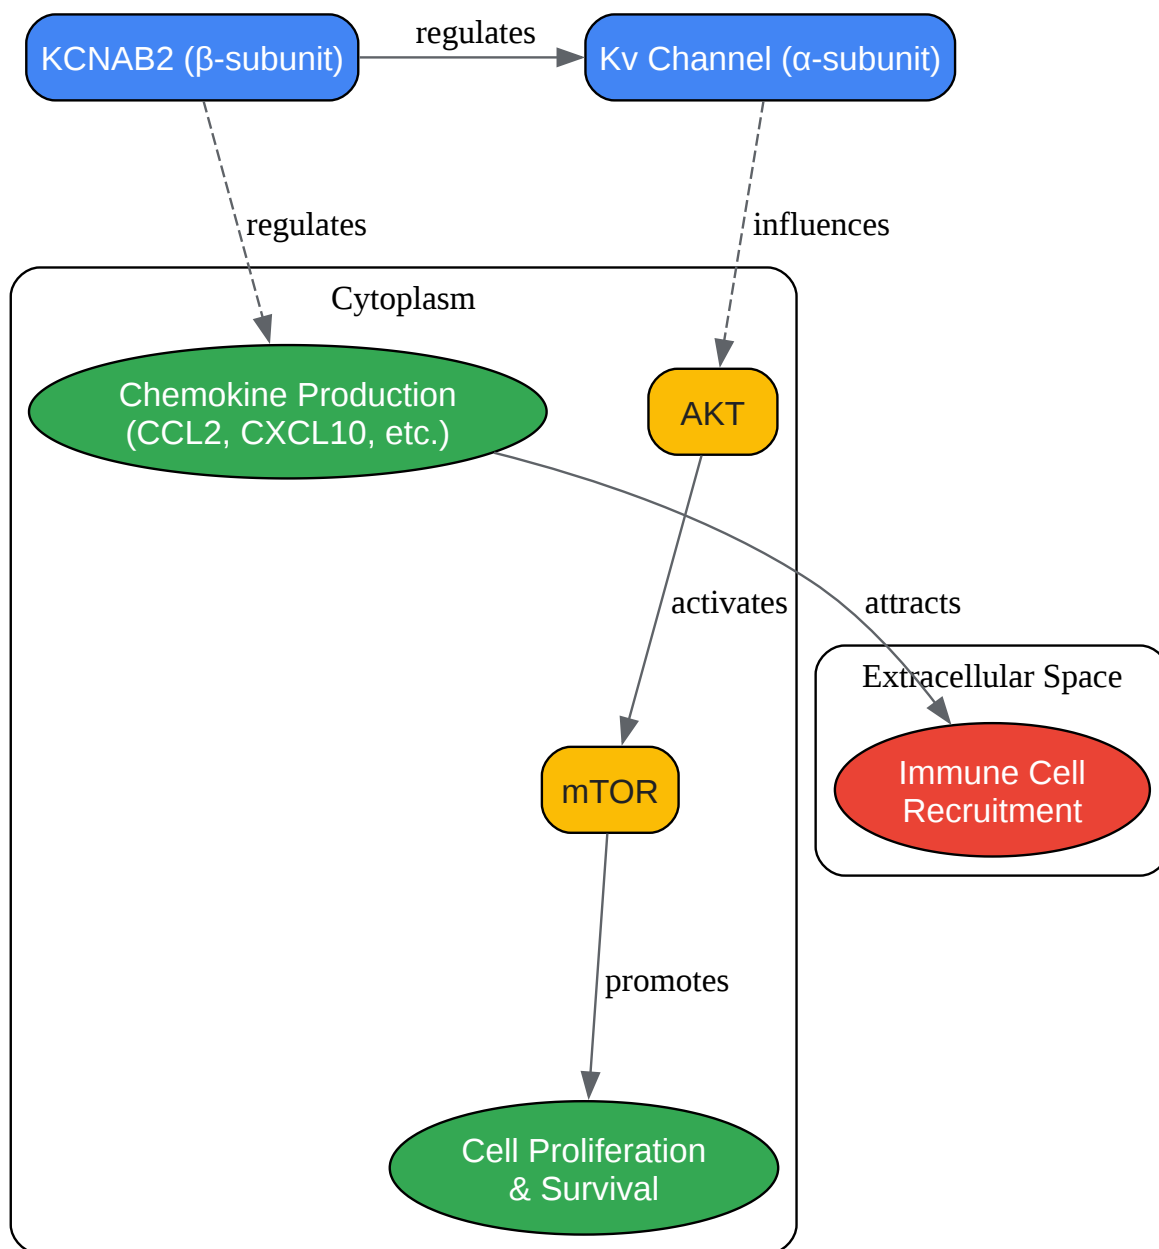 KCNAB2 (β-subunit)
regulates
Kv Channel (α-subunit)
regulates
influences
Cytoplasm
Chemokine Production
(CCL2, CXCL10, etc.)
AKT
activates
attracts
Extracellular Space
mTOR
Immune Cell
Recruitment
promotes
Cell Proliferation
& Survival